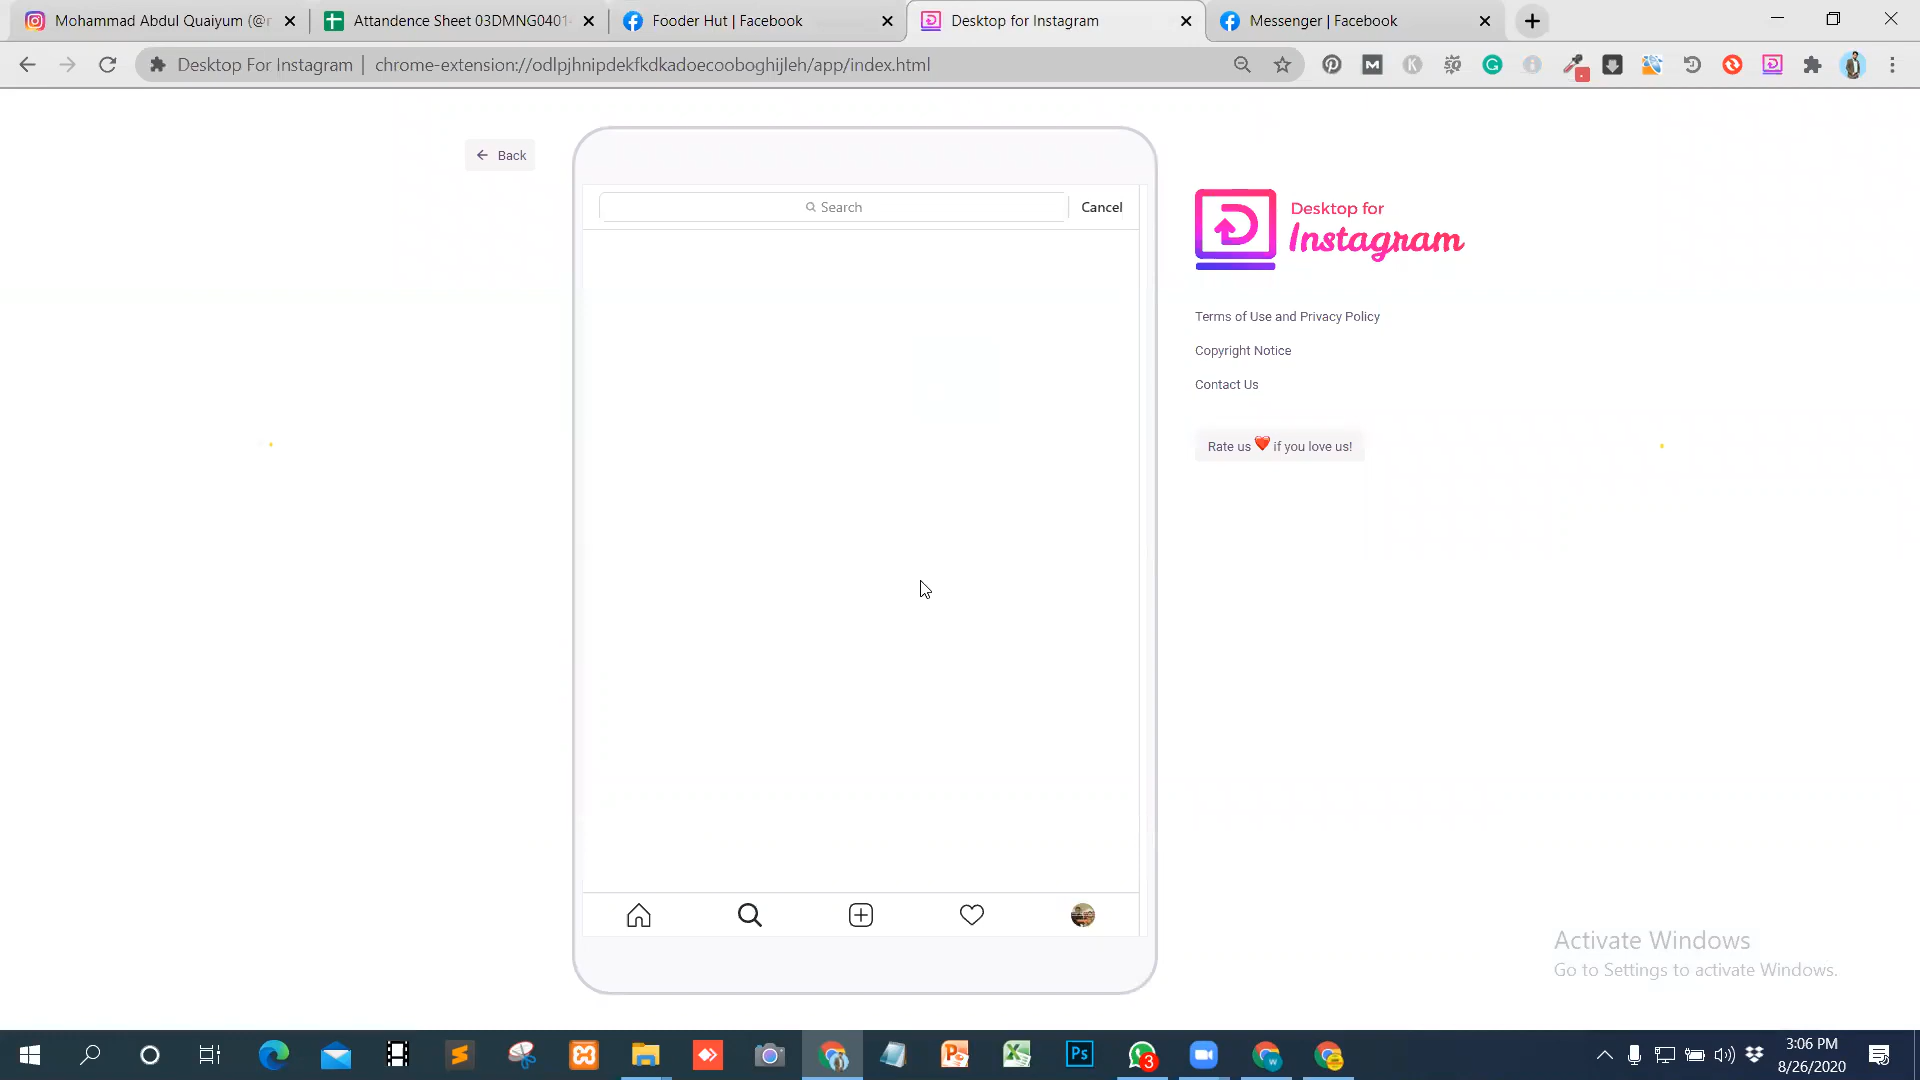 Mohammad Abdul Quaiyum (@r
Attandence Sheet 03DMNG0401-
Fooder Hut | Facebook
Desktop for Instagram
Messenger | Facebook
Desktop For Instagram | chrome-extension://odlpjhnipdekfkdkadoecooboghijleh/app/index.html
Back
Search
Cancel
Desktop for
Instagram
Terms of Use and Privacy Policy
Copyright Notice
Contact Us
Rate us ❤️ if you love us!
Activate Windows
Go to Settings to activate Windows.
3
3:06 PM
8/26/2020